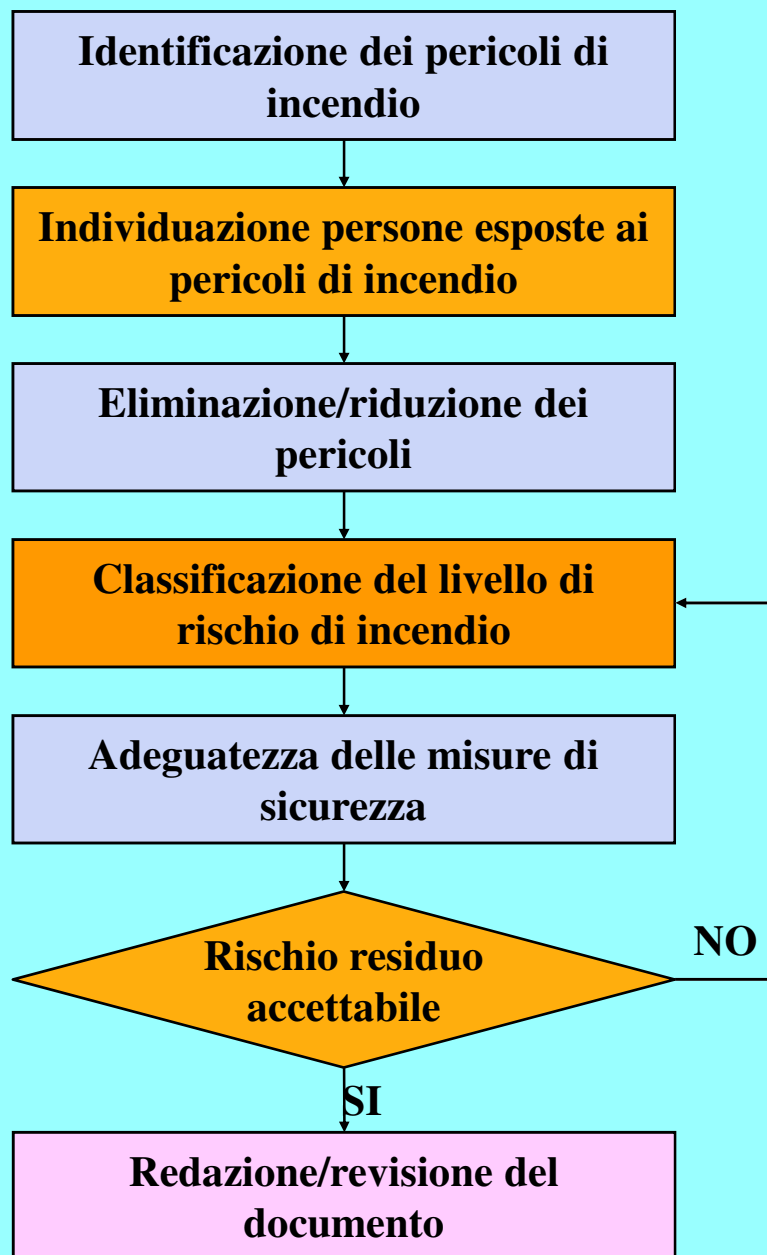 Identificazione dei pericoli di
incendio
Individuazione persone esposte ai
pericoli di incendio
Eliminazione/riduzione dei
pericoli
Classificazione del livello di
rischio di incendio
Adeguatezza delle misure di
sicurezza
Rischio residuo
accettabile
NO
SI
Redazione/revisione del
documento